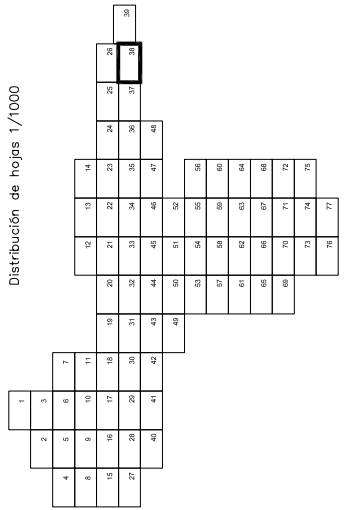 Distribución de hojas 1/1000
1
2 3
4 5 6 7
8 9 10 11 12 13 14
15 16 17 18 19 20 21 22 23 24 25 26
27 28 29 30 31 32 33 34 35 36 37 38 39
40 41 42 43 44 45 46 47 48
49 50 51 52
53 54 55 56
57 58 59 60
61 62 63 64
65 66 67 68
69 70 71 72
73 74 75
76 77